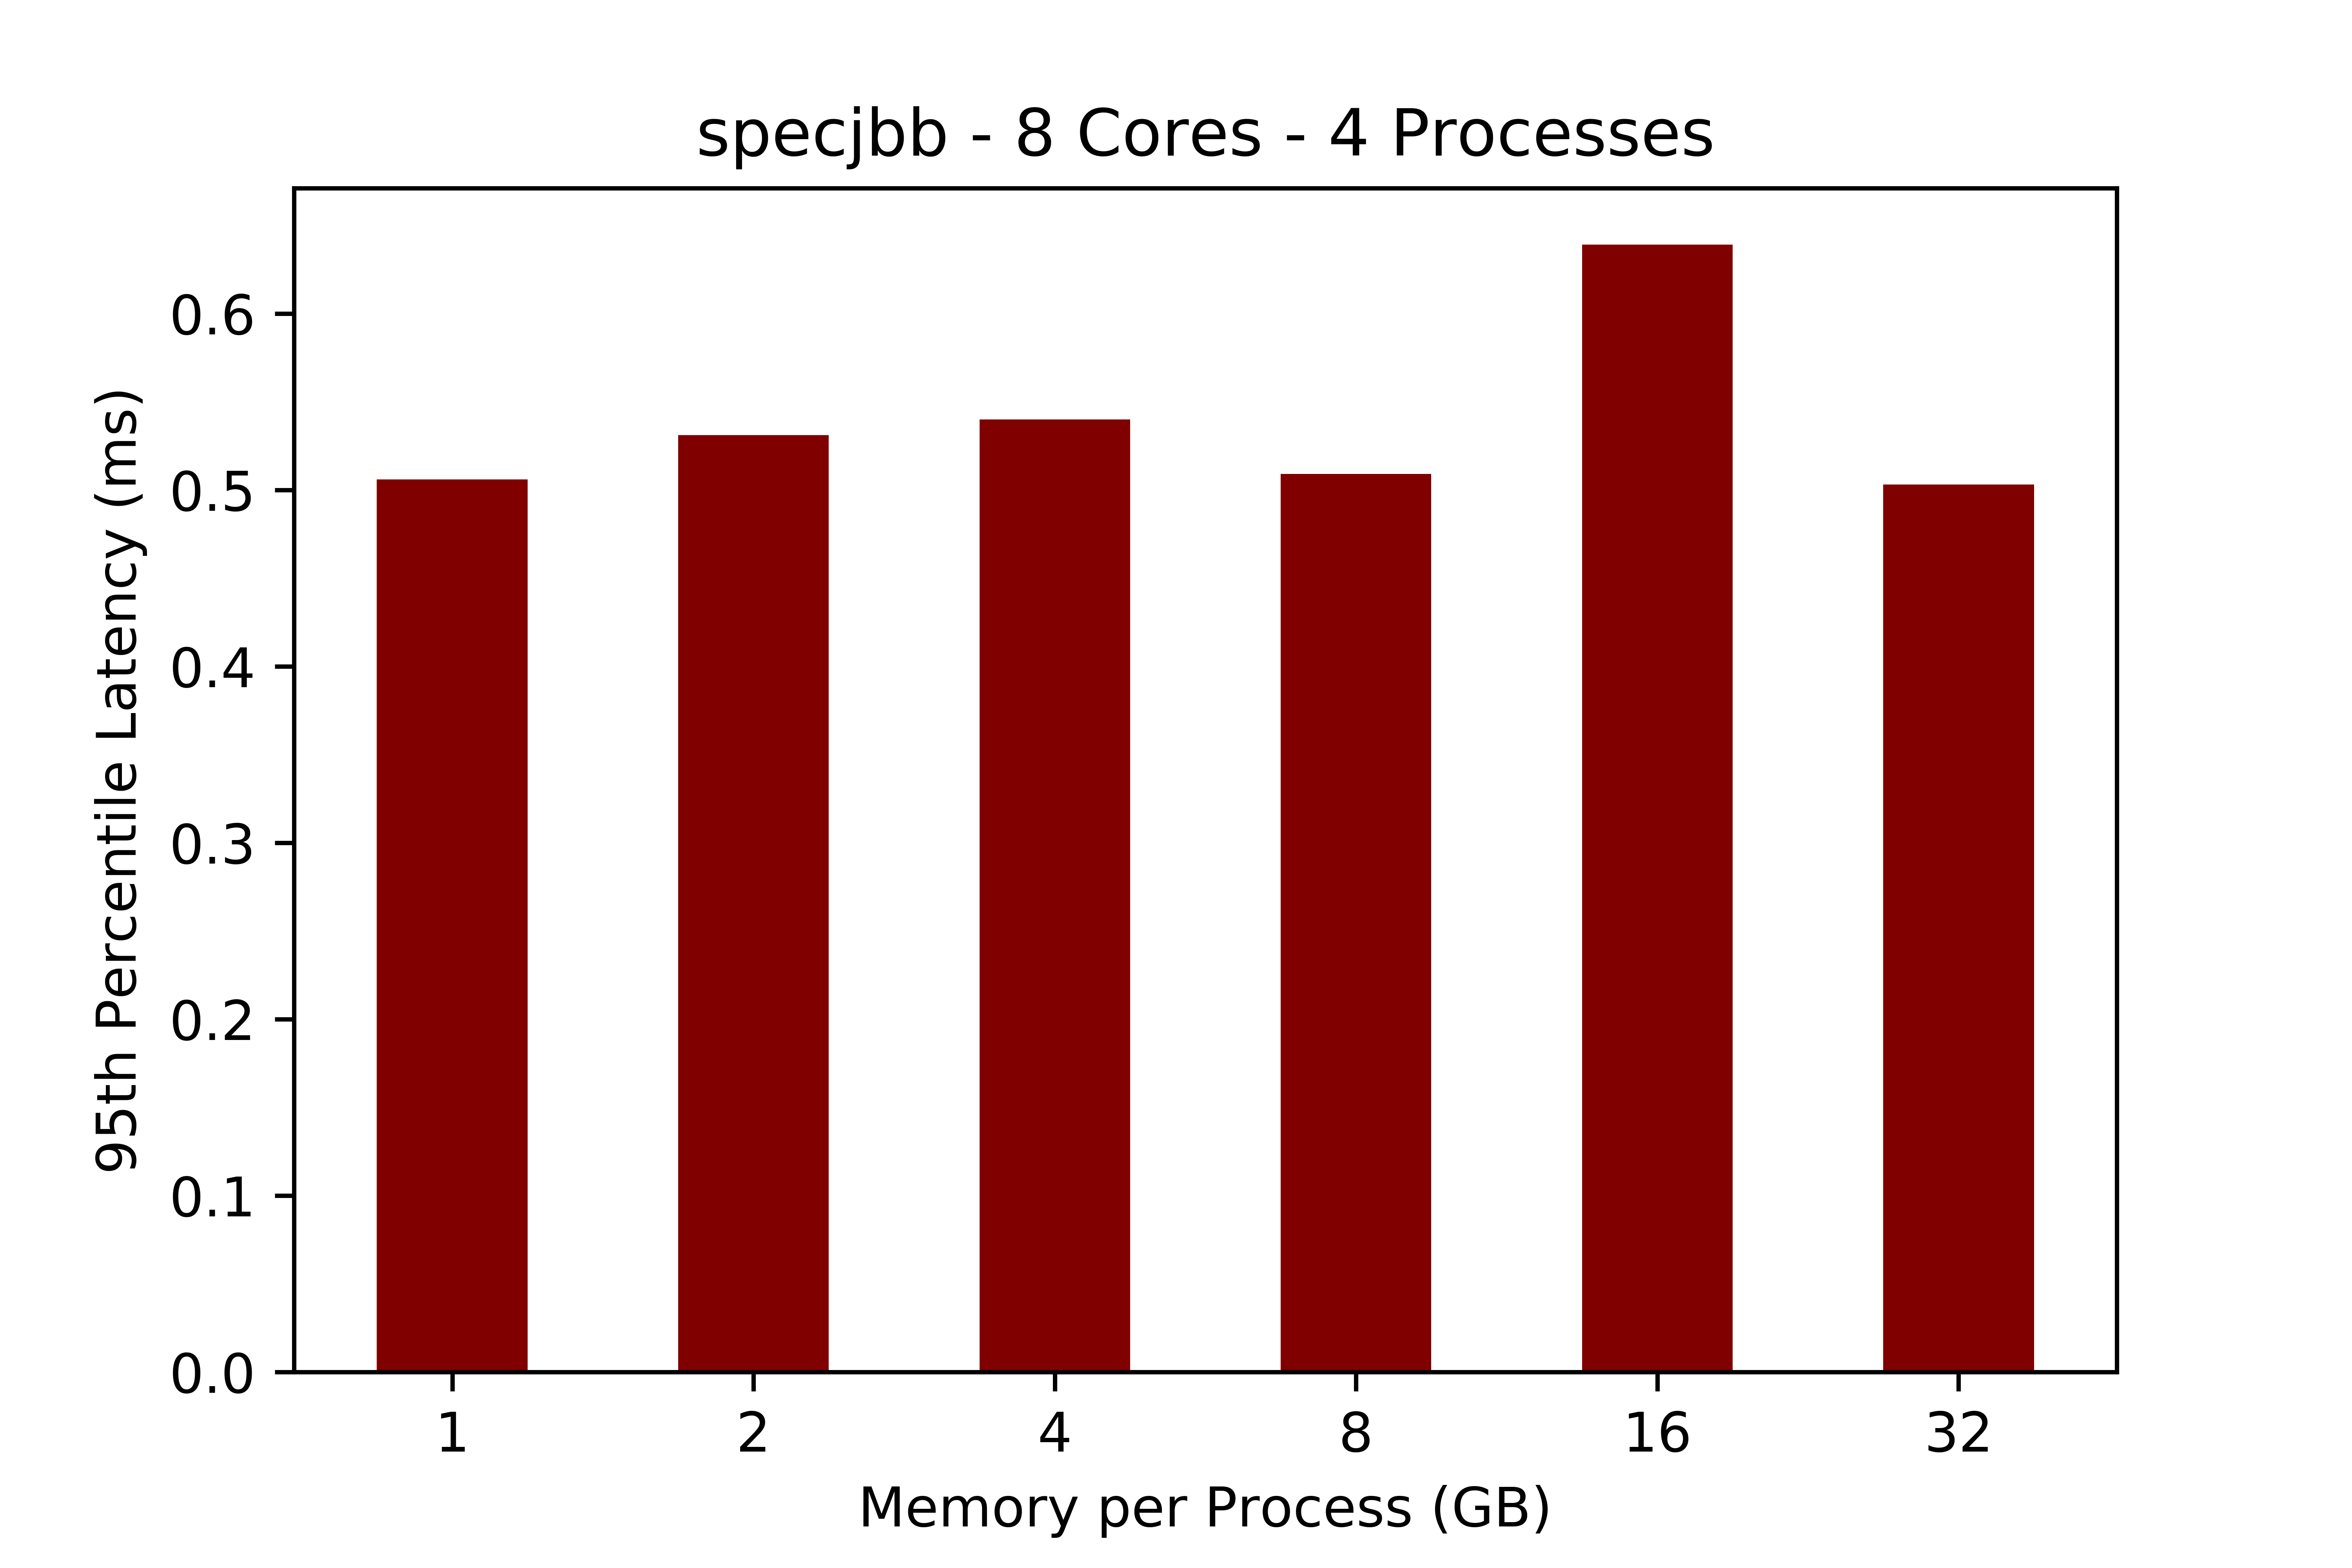 specjbb - 8 Cores - 4 Processes
95th Percentile Latency (ms)
0.6
0.5
0.4
0.3
0.2
0.1
0.0
1 2 4 8 16 32
Memory per Process (GB)